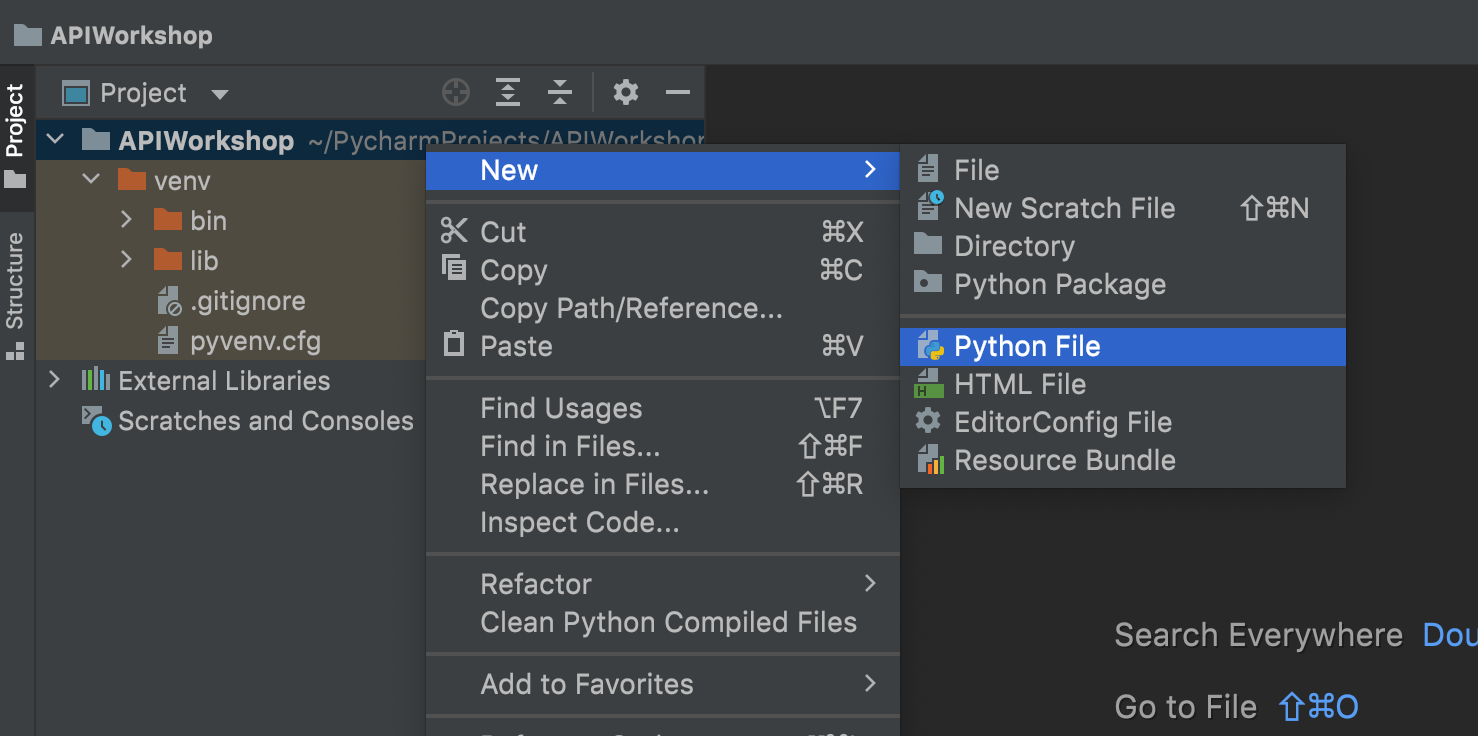 APIWorkshop
Project
Project
Structure
APIWorkshop ~/PycharmProjects/APIWorkshop
venv
bin
lib
.gitignore
pyvenv.cfg
External Libraries
Scratches and Consoles
New
Cut ⌘X
Copy ⌘C
Copy Path/Reference...
Paste ⌘V
Find Usages ⌥F7
Find in Files... ⇧⌘F
Replace in Files... ⇧⌘R
Inspect Code...
Refactor
Clean Python Compiled Files
Add to Favorites
File
New Scratch File ⇧⌘N
Directory
Python Package
Python File
H
HTML File
EditorConfig File
Resource Bundle
Search Everywhere Dou
Go to File ⇧⌘O